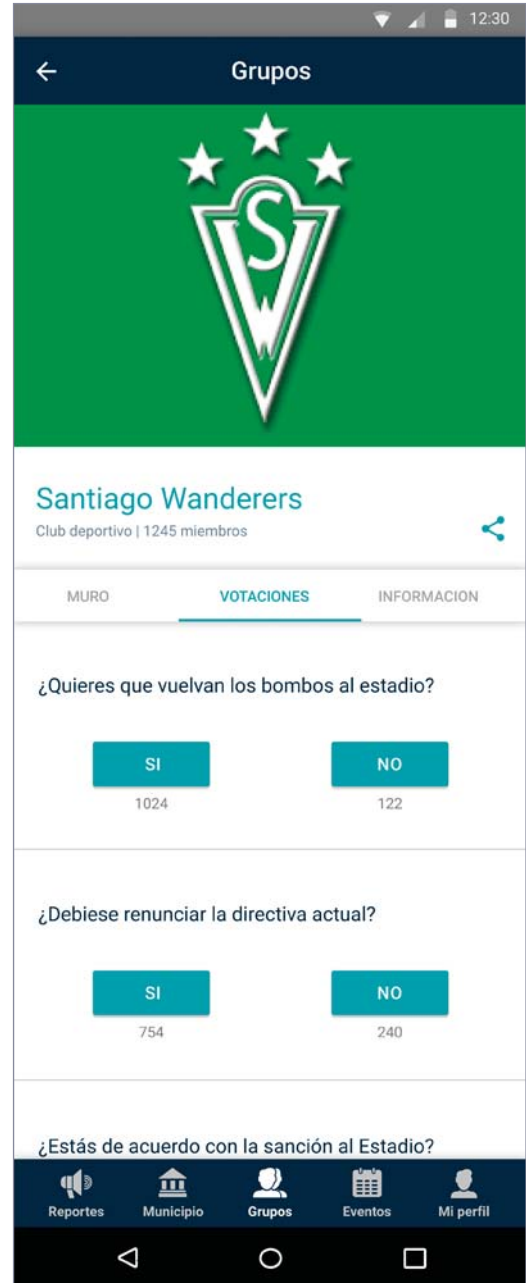 12:30
Grupos
S
W
Santiago Wanderers
Club deportivo | 1245 miembros
MURO VOTACIONES INFORMACION
¿Quieres que vuelvan los bombos al estadio?
SI NO
1024 122
¿Debiese renunciar la directiva actual?
SI NO
754 240
¿Estás de acuerdo con la sanción al Estadio?
Reportes Municipio Grupos Eventos Mi perfil